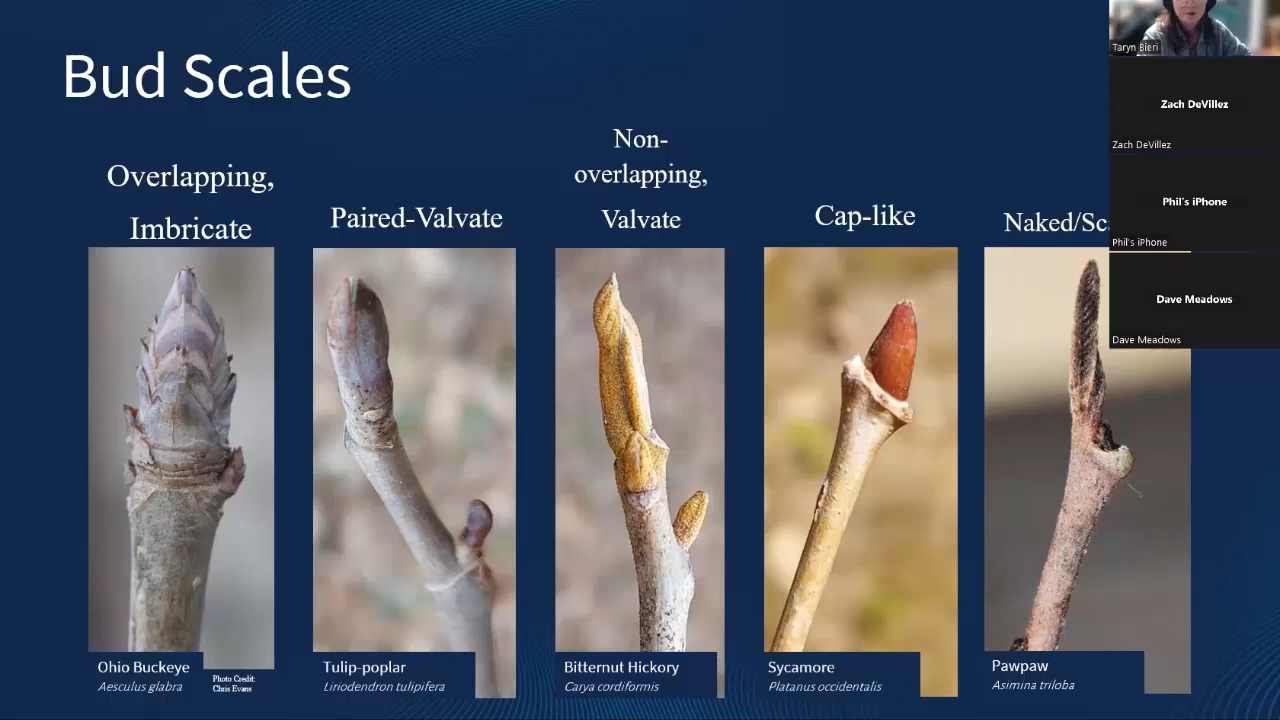 Bud Scales
Overlapping,
Imbricate
Paired-Valvate
Non-
overlapping,
Valvate
Cap-like
Naked/Sc
Ohio Buckeye
Aesculus glabra
Photo Credit:
Chris Evans
Tulip-poplar
Liriodendron tulipifera
Bitternut Hickory
Carya cordiformis
Sycamore
Platanus occidentalis
Pawpaw
Asimina triloba
Taryn Bieri
Zach DeVillez
Zach DeVillez
Phil's iPhone
Phil's iPhone
Dave Meadows
Dave Meadows